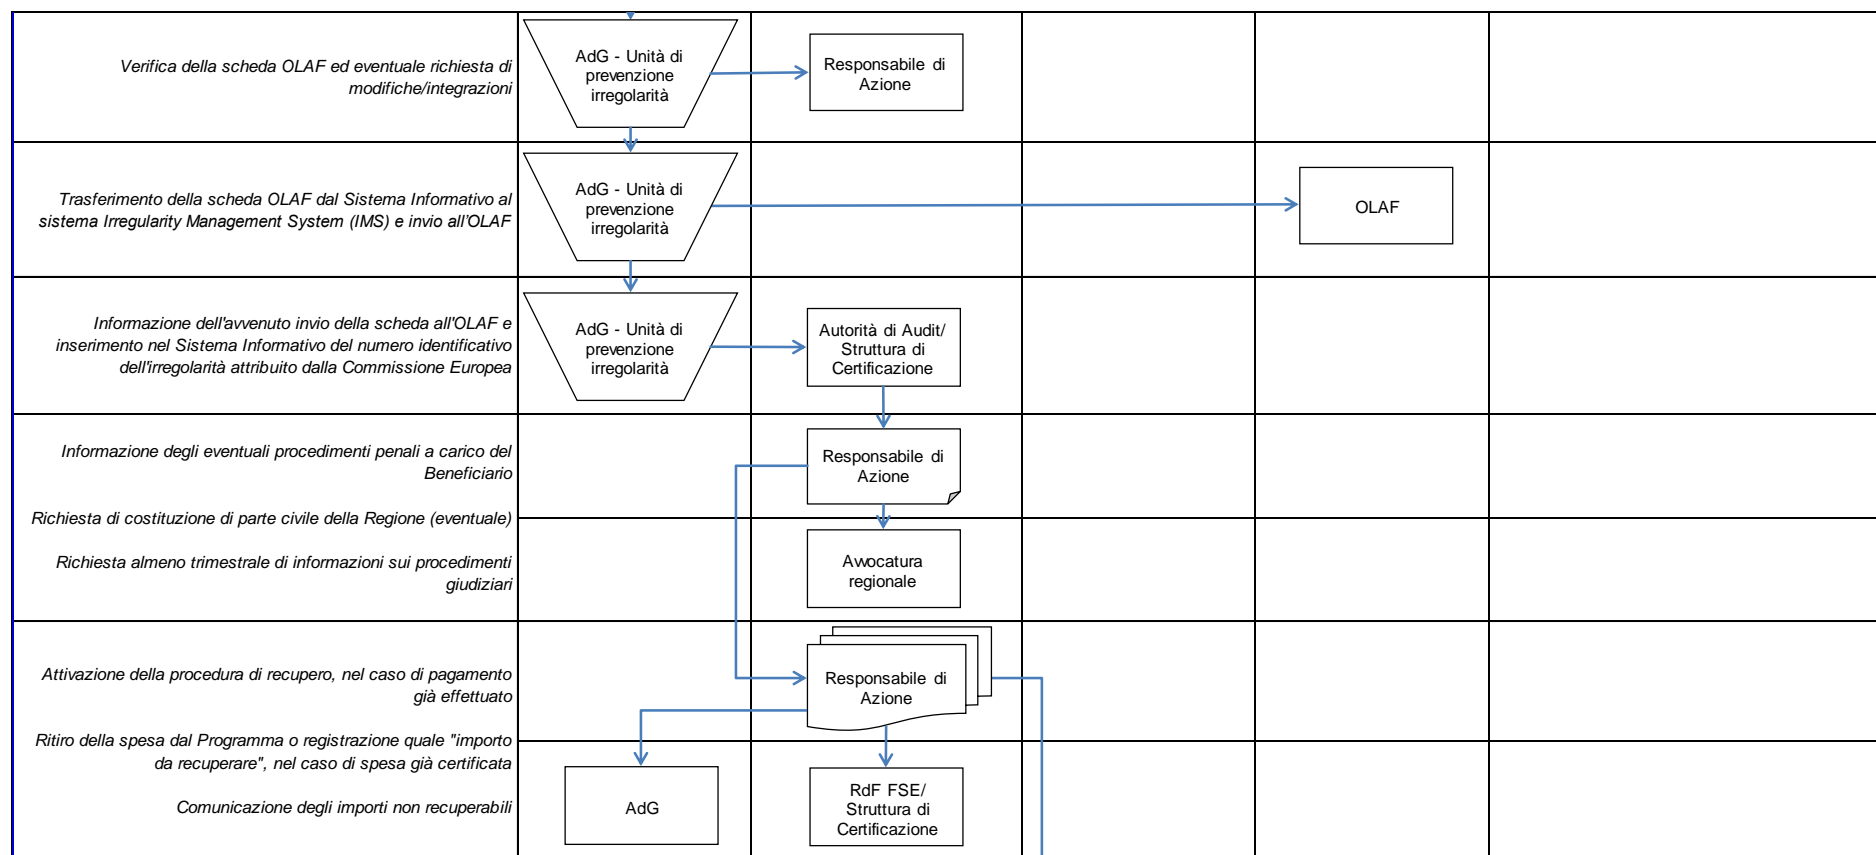 Verifica della scheda OLAF ed eventuale richiesta di
modifiche/integrazioni
AdG - Unità di
prevenzione
irregolarità
Responsabile di
Azione
Trasferimento della scheda OLAF dal Sistema Informativo al
sistema Irregularity Management System (IMS) e invio all'OLAF
AdG - Unità di
prevenzione
irregolarità
OLAF
Informazione dell'avvenuto invio della scheda all'OLAF e
inserimento nel Sistema Informativo del numero identificativo
dell'irregolarità attribuito dalla Commissione Europea
AdG - Unità di
prevenzione
irregolarità
Autorità di Audit/
Struttura di
Certificazione
Informazione degli eventuali procedimenti penali a carico del
Beneficiario
Responsabile di
Azione
Richiesta di costituzione di parte civile della Regione (eventuale)
Richiesta almeno trimestrale di informazioni sui procedimenti
giudiziari
Avvocatura
regionale
Attivazione della procedura di recupero, nel caso di pagamento
già effettuato
Responsabile di
Azione
Ritiro della spesa dal Programma o registrazione quale "importo
da recuperare", nel caso di spesa già certificata
Comunicazione degli importi non recuperabili
AdG
RdF FSE/
Struttura di
Certificazione